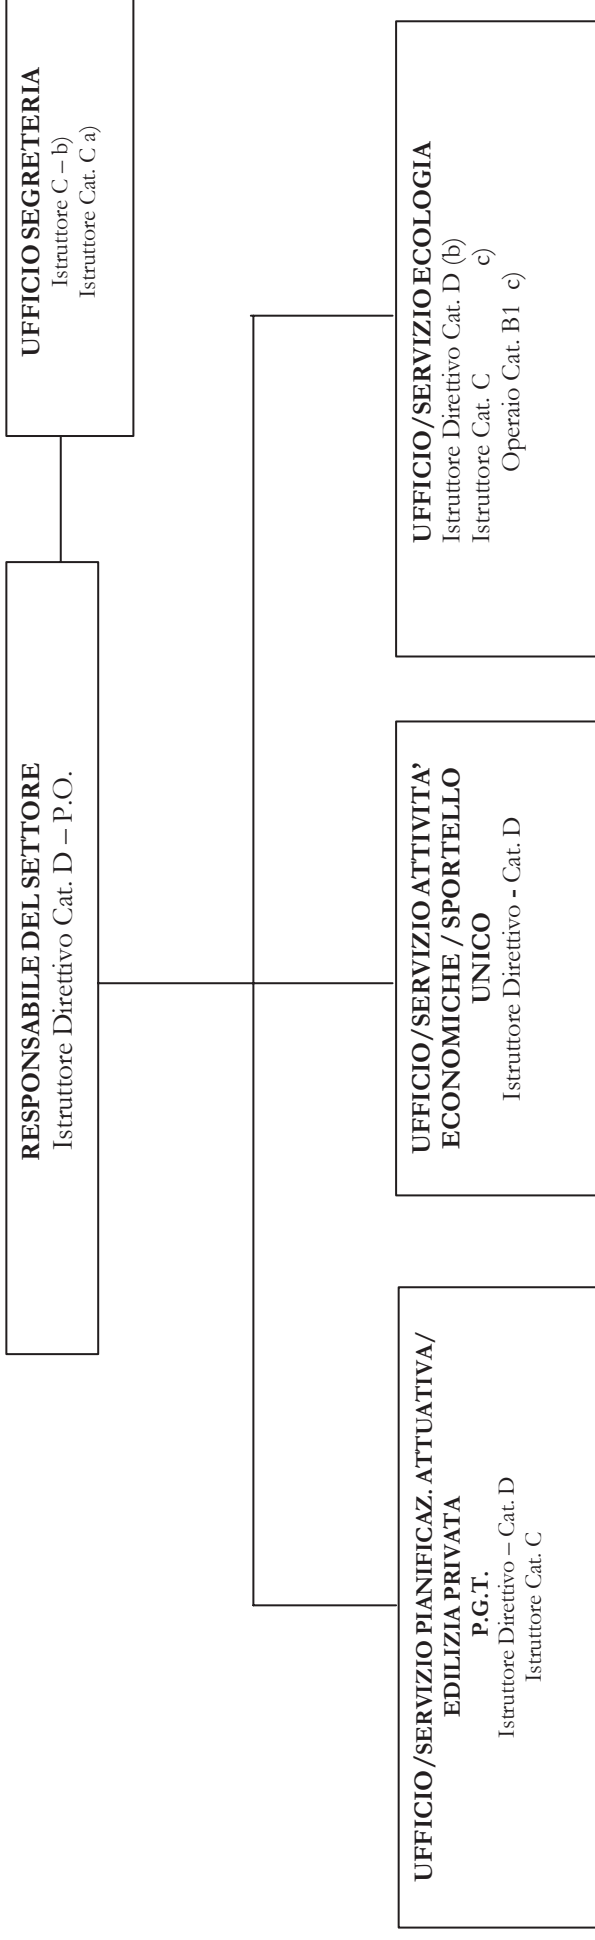 RESPONSABILE DEL SETTORE
Istruttore Direttivo Cat. D – P.O.
UFFICIO SEGRETERIA
Istruttore C – b)
Istruttore Cat. C a)
UFFICIO/SERVIZIO PIANIFICAZ. ATTUATIVA/
EDILIZIA PRIVATA
P.G.T.
Istruttore Direttivo – Cat. D
Istruttore Cat. C
UFFICIO/SERVIZIO ATTIVITA’
ECONOMICHE / SPORTELLO
UNICO
Istruttore Direttivo - Cat. D
UFFICIO/SERVIZIO ECOLOGIA
Istruttore Direttivo Cat. D (b)
Istruttore Cat. C c)
Operaio Cat. B1 c)